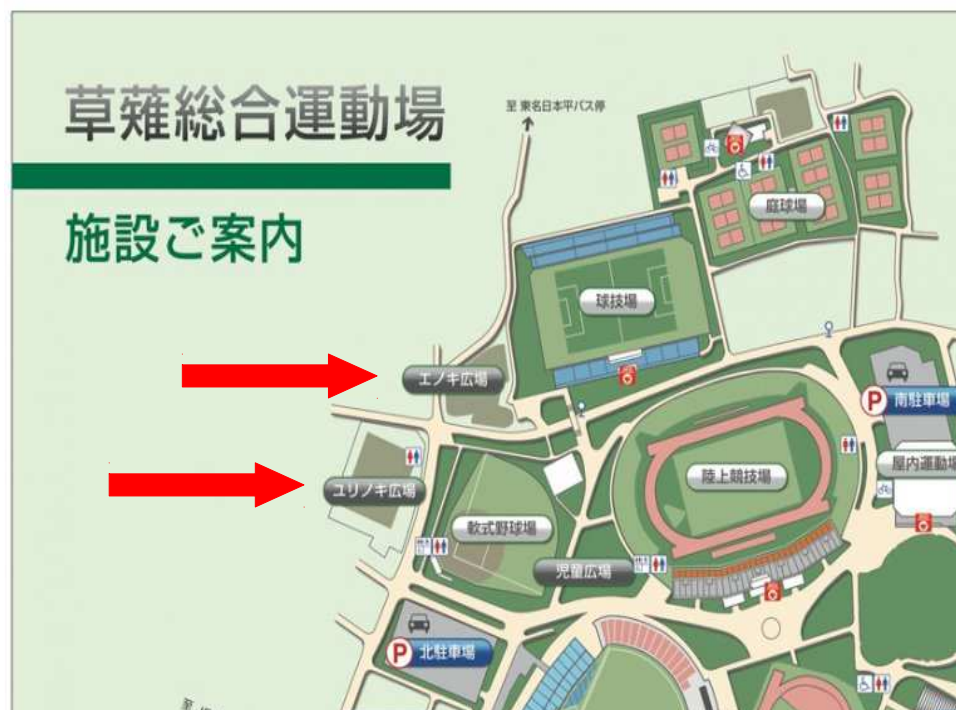 草薙総合運動場
至 東名日本平バス停
施設ご案内
庭球場
球技場
エノキ広場
P 南駐車場
陸上競技場
屋内運動場
ユリノキ広場
軟式野球場
児童広場
P 北駐車場
至